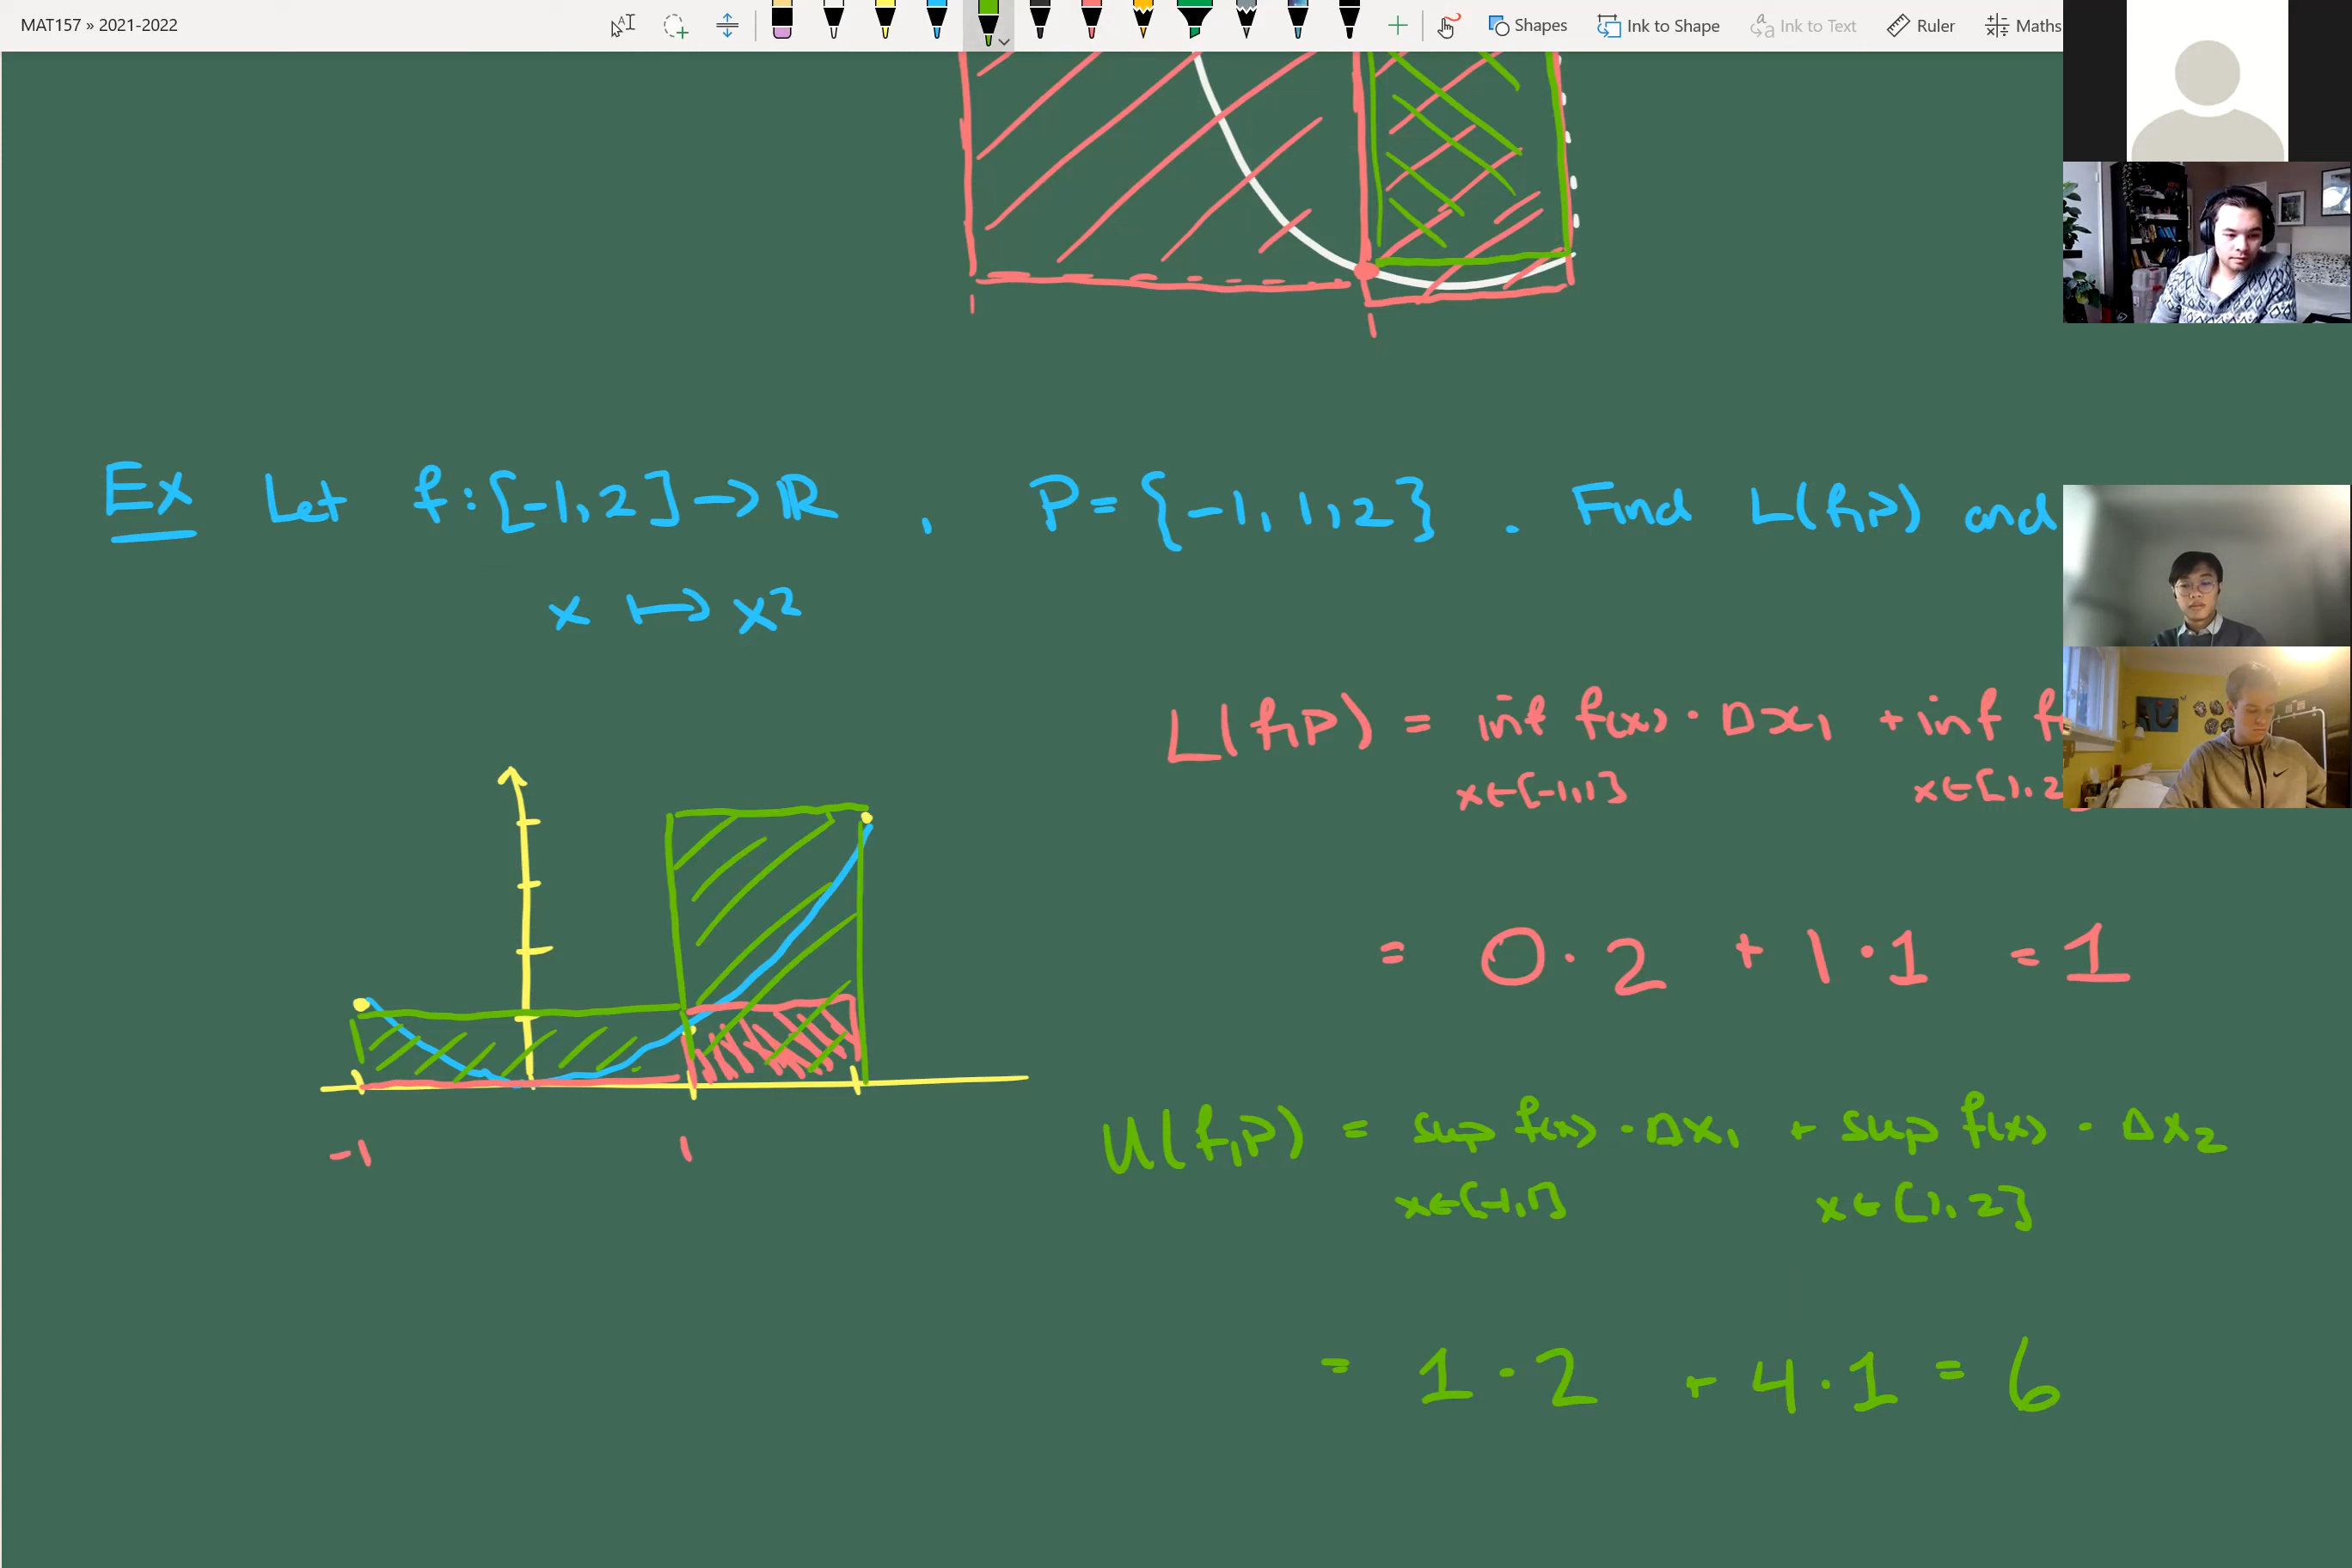 MAT157 » 2021-2022
Shapes Ink to Shape Ink to Text Ruler Maths
Ex Let f:[-1,2]→ℝ, P={-1,1,2}. Find L(f,P) and
x ↦ x²
L(f,P) = inf f(x)·Δx₁ + inf f
x∈[-1,1] x∈[1,2
= 0·2 + 1·1 = 1
-1 1
U(f,P) = sup f(x)·Δx₁ + sup f(x)·Δx₂
x∈[-1,1] x∈[1,2]
= 1·2 + 4·1 = 6